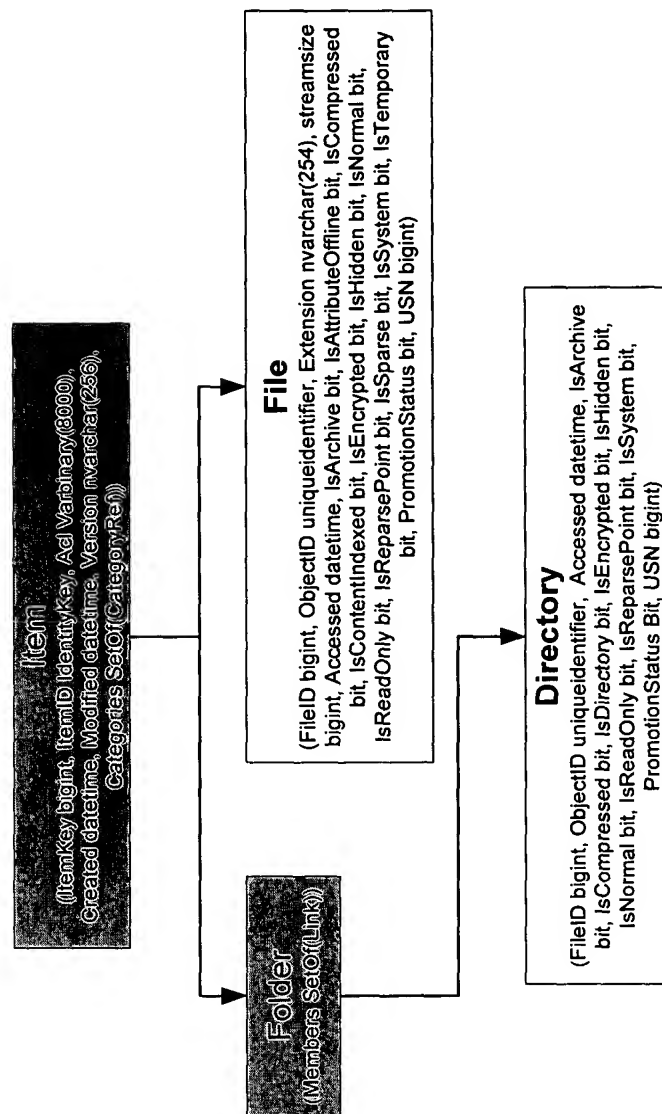 Item
(ItemKey bigint, ItemID IdentityKey, Acl Varbinary(8000),
Created datetime, Modified datetime, Version nvarchar(256),
Categories SetOf(CategoryRef))
Folder
(Members SetOf(Link))
File
(FileID bigint, ObjectID uniqueidentifier, Extension nvarchar(254), streamsize
bigint, Accessed datetime, IsArchive bit, IsAttributeOffline bit, IsCompressed
bit, IsContentIndexed bit, IsEncrypted bit, IsHidden bit, IsNormal bit,
IsReadOnly bit, IsReparsePoint bit, IsSparse bit, IsSystem bit, IsTemporary
bit, PromotionStatus bit, USN bigint)
Directory
(FileID bigint, ObjectID uniqueidentifier, Accessed datetime, IsArchive
bit, IsCompressed bit, IsDirectory bit, IsEncrypted bit, IsHidden bit,
IsNormal bit, IsReadOnly bit, IsReparsePoint bit, IsSystem bit,
PromotionStatus Bit, USN bigint)